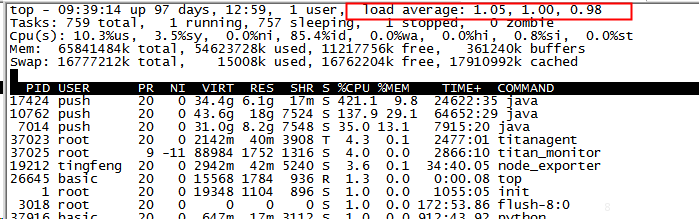 top - 09:39:14 up 97 days, 12:59, 1 user, load average: 1.05, 1.00, 0.98
Tasks: 759 total, 1 running, 757 sleeping, 1 stopped, 0 zombie
Cpu(s): 10.3%us, 3.5%sy, 0.0%ni, 85.4%id, 0.0%wa, 0.0%hi, 0.8%si, 0.0%st
Mem: 65841484k total, 54623728k used, 11217756k free, 361240k buffers
Swap: 16777212k total, 15008k used, 16762204k free, 17910992k cached
PID USER PR NI VIRT RES SHR S %CPU %MEM TIME+ COMMAND
17424 push 20 0 34.4g 6.1g 17m S 421.1 9.8 24622:35 java
10762 push 20 0 43.6g 18g 7524 S 137.9 29.1 64652:29 java
7014 push 20 0 31.0g 8.2g 7548 S 35.0 13.1 7915:20 java
37023 root 20 0 2142m 40m 3908 T 4.3 0.1 2477:01 titanagent
37025 root 9 -11 88984 1752 1316 S 4.0 0.0 2866:10 titan_monitor
19212 tingfeng 20 0 2942m 42m 5240 S 3.6 0.1 34:40.05 node_exporter
26645 basic 20 0 15568 1784 936 R 1.3 0.0 0:00.08 top
1 root 20 0 19348 1104 896 S 1.0 0.0 1055:05 init
3018 root 20 0 0 0 0 S 1.0 0.0 172:53.86 flush-8:0
37916 basic 20 0 647m 17m 3112 S 1.0 0.0 912:43.92 python